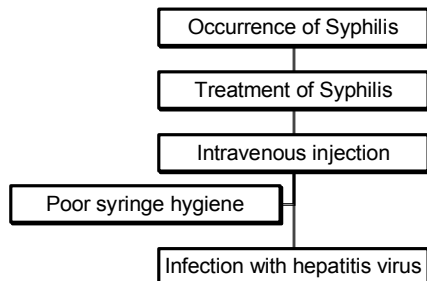 Occurrence of Syphilis
Treatment of Syphilis
Intravenous injection
Poor syringe hygiene
Infection with hepatitis virus